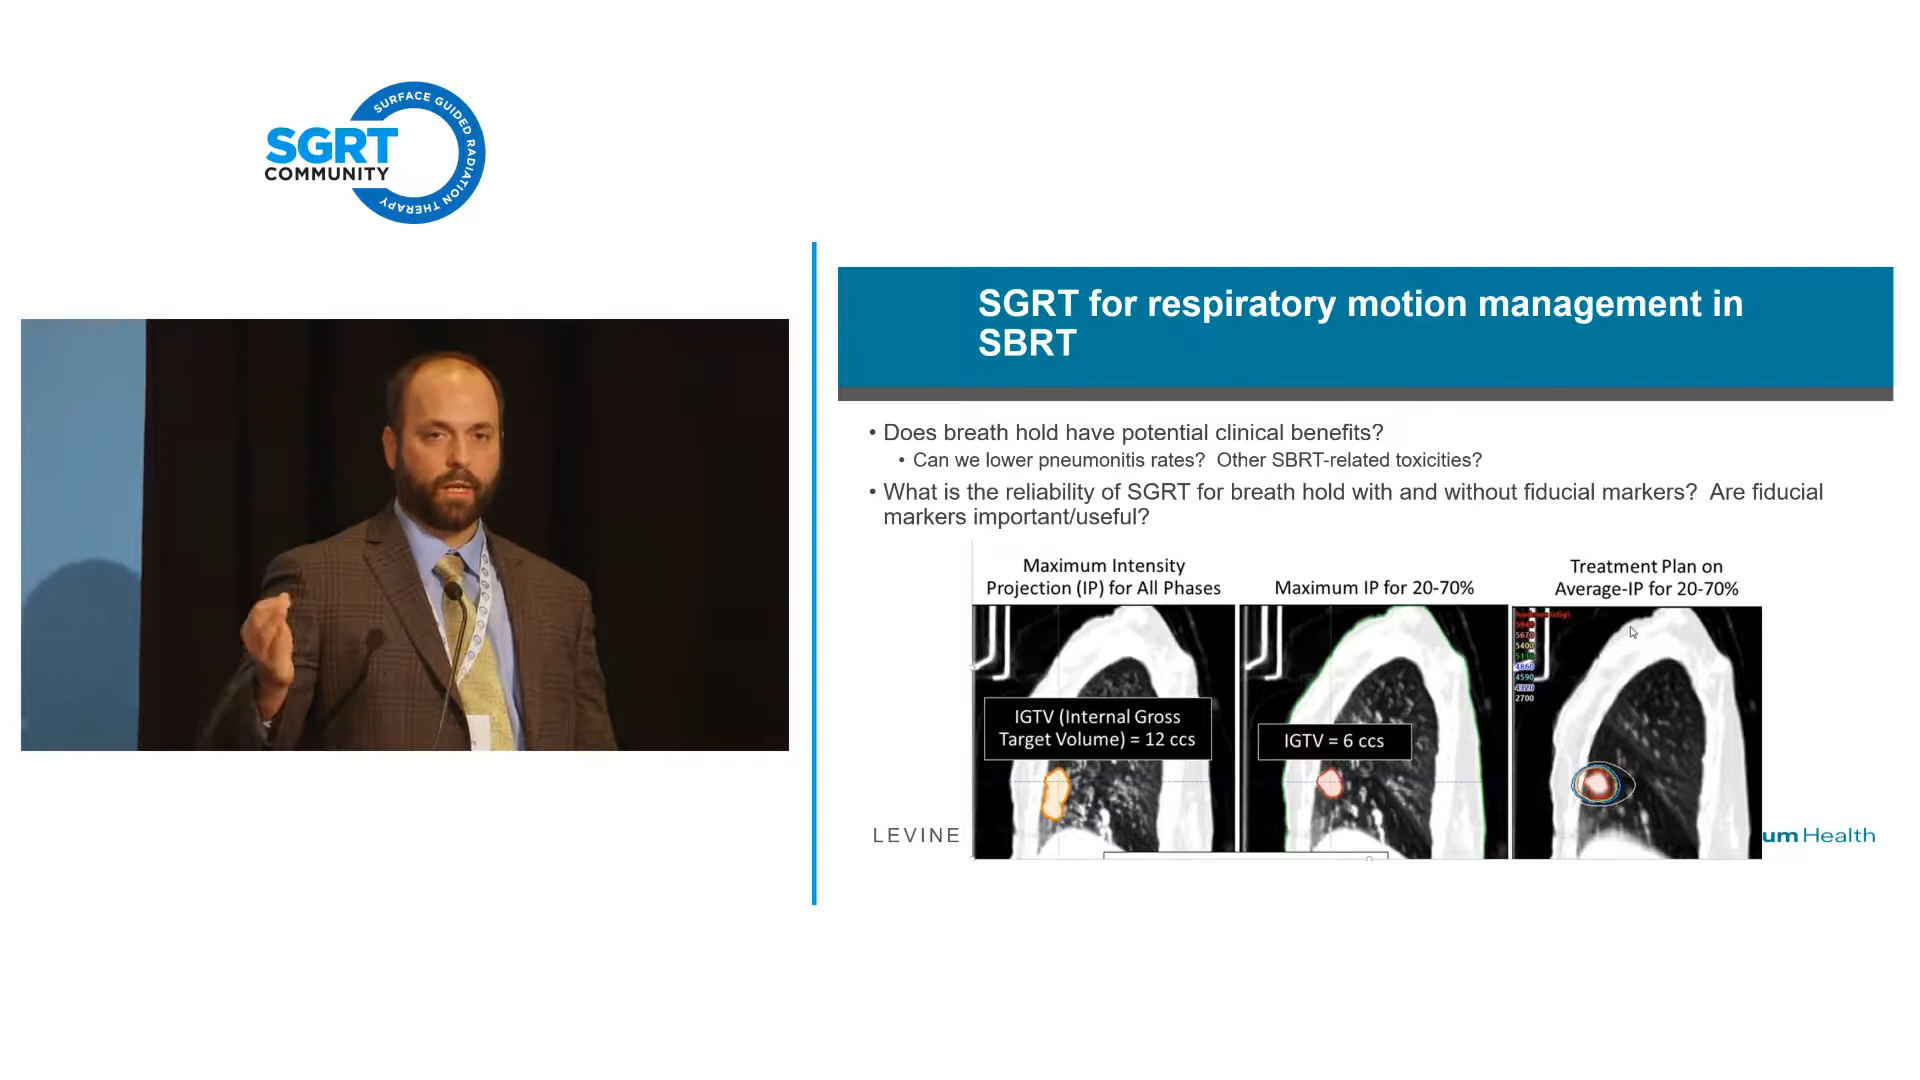 SURFACE GUIDED RADIATION THERAPY
SGRT
COMMUNITY
SGRT for respiratory motion management in
SBRT
• Does breath hold have potential clinical benefits?
• Can we lower pneumonitis rates? Other SBRT-related toxicities?
• What is the reliability of SGRT for breath hold with and without fiducial markers? Are fiducial
markers important/useful?
Maximum Intensity
Projection (IP) for All Phases
Maximum IP for 20-70%
Treatment Plan on
Average-IP for 20-70%
IGTV (Internal Gross
Target Volume) = 12 ccs
IGTV = 6 ccs
5670
5400
5130
4860
4590
4320
2700
LEVINE
um Health